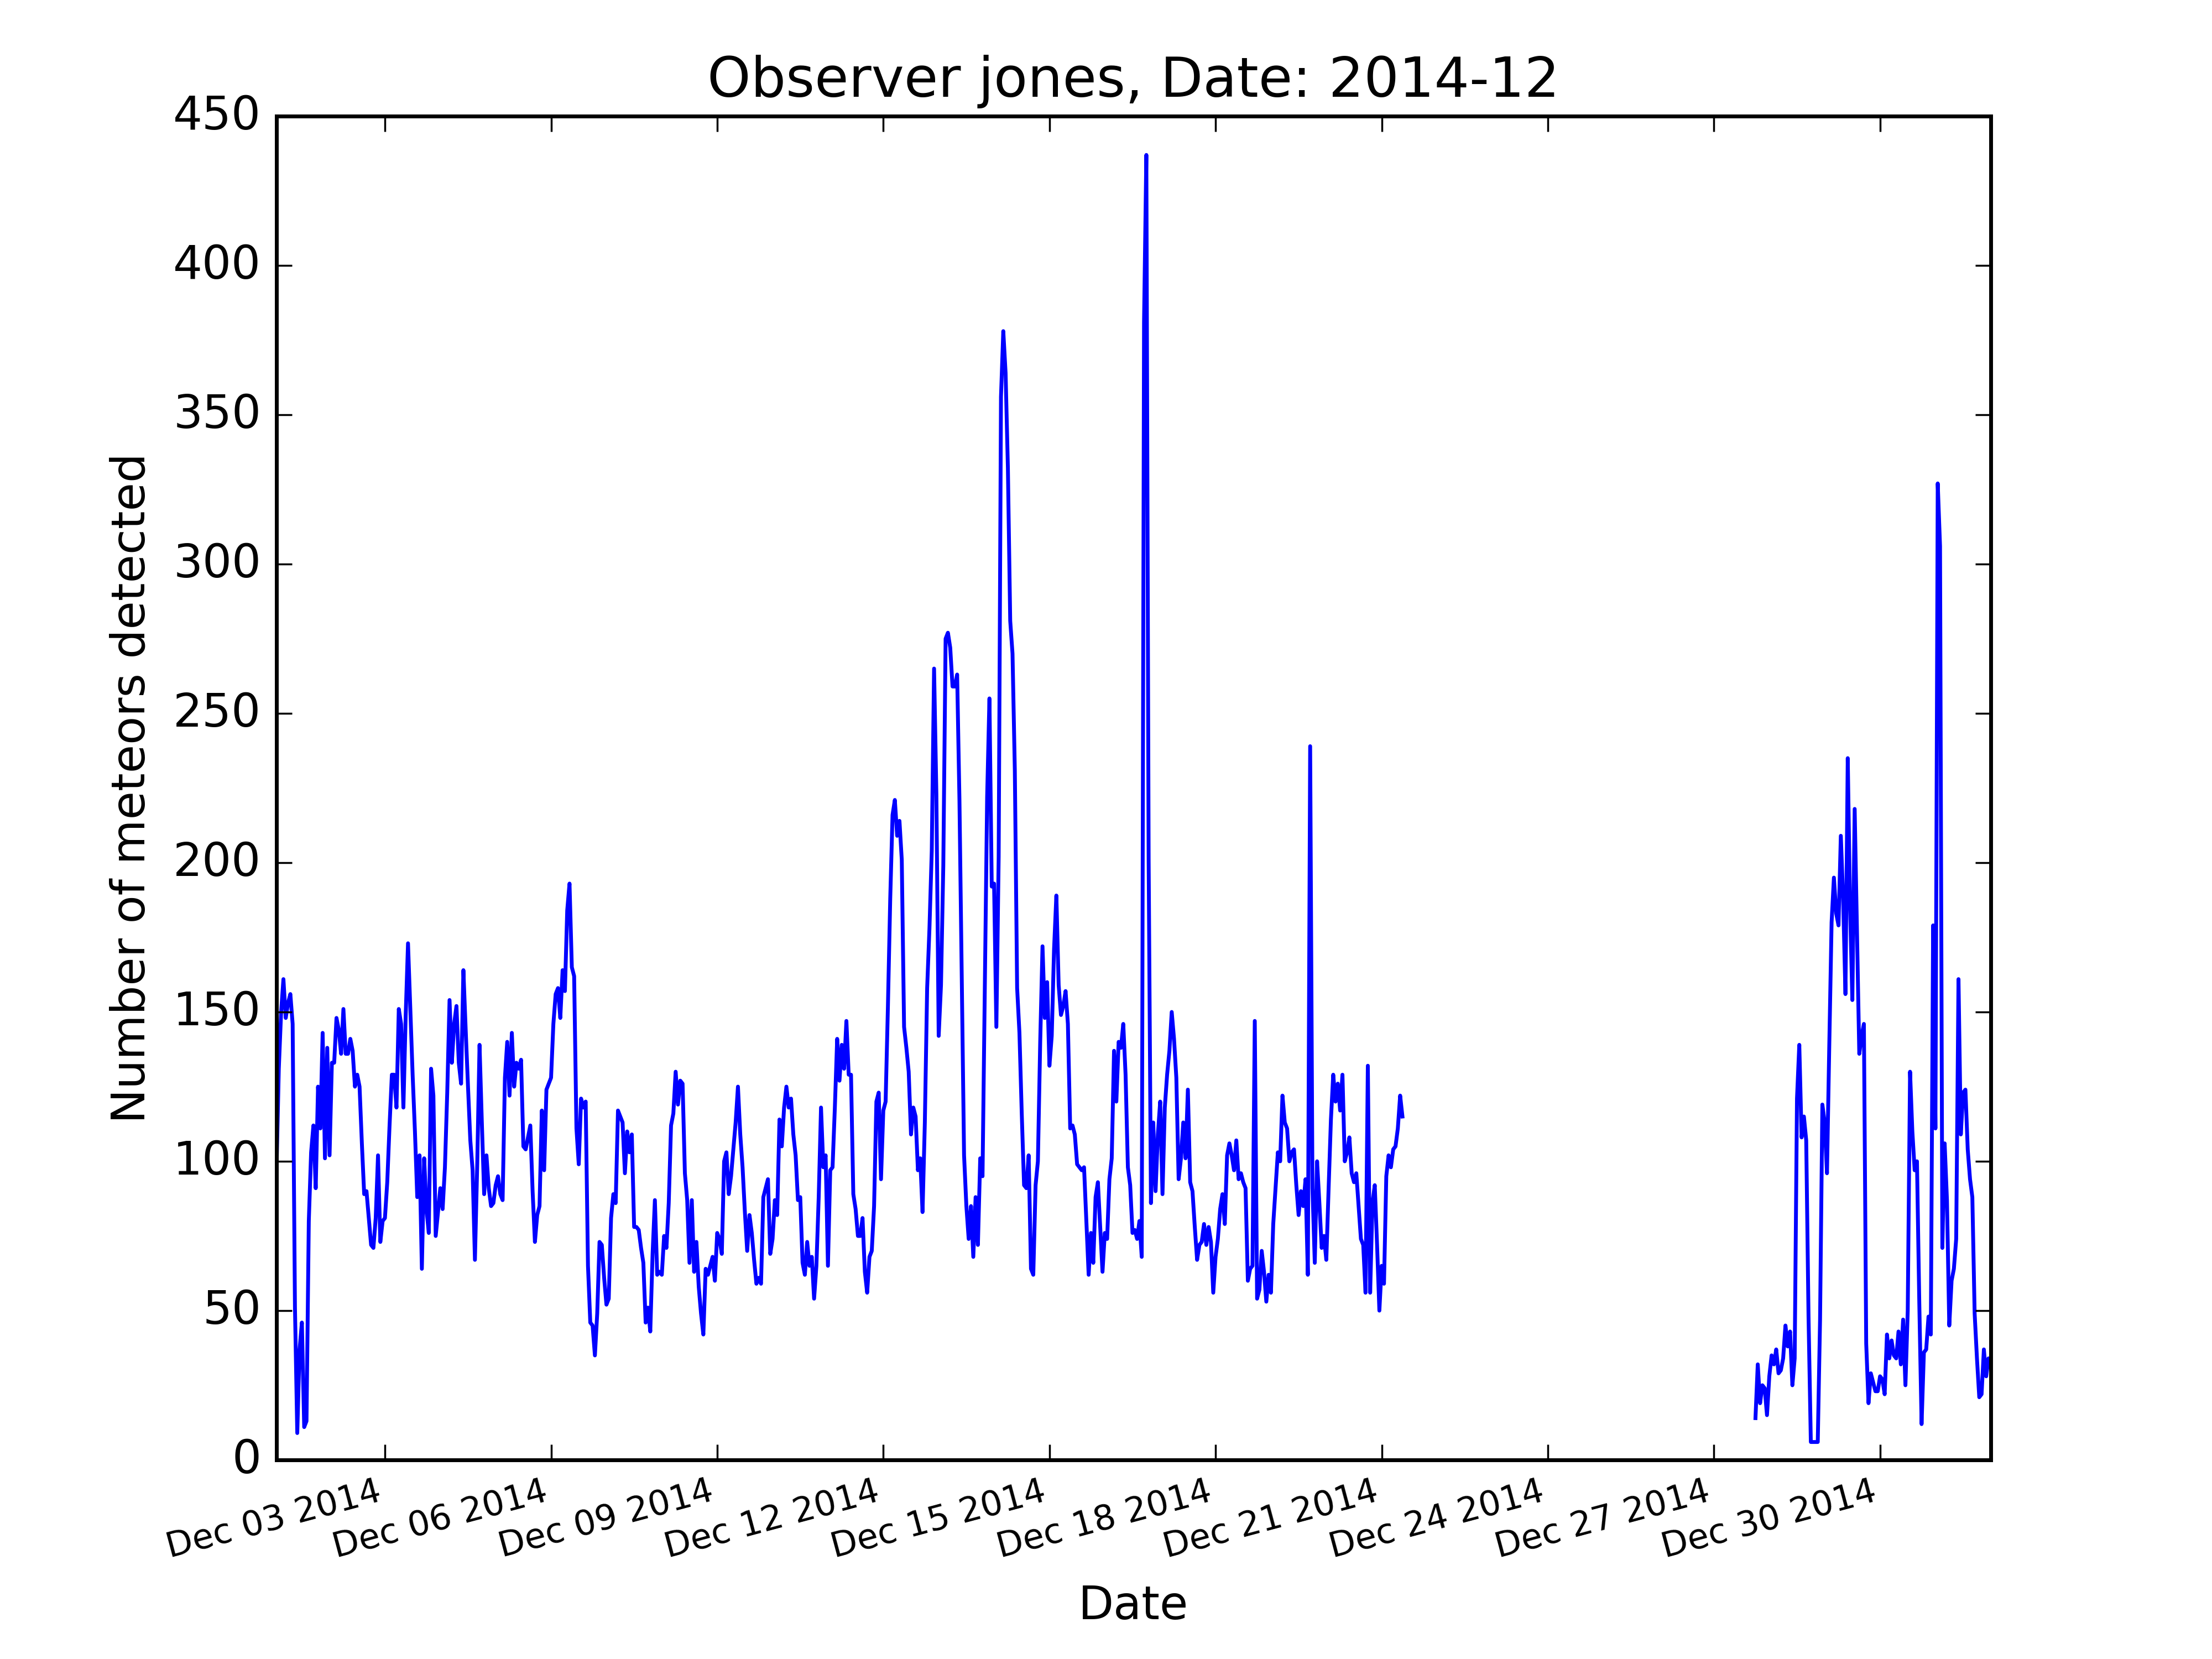 Observer jones, Date: 2014-12
450
400
350
300
250
200
150
100
50
0
Number of meteors detected
Dec 03 2014
Dec 06 2014
Dec 09 2014
Dec 12 2014
Dec 15 2014
Dec 18 2014
Dec 21 2014
Dec 24 2014
Dec 27 2014
Dec 30 2014
Date